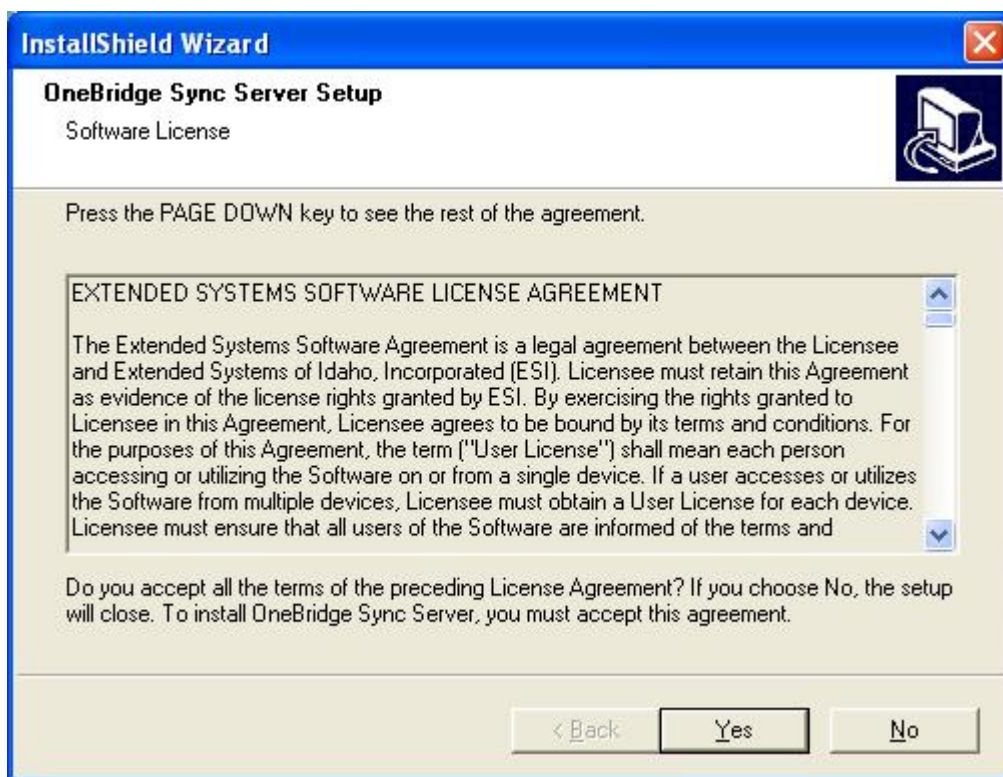 InstallShield Wizard
OneBridge Sync Server Setup
Software License
Press the PAGE DOWN key to see the rest of the agreement.
EXTENDED SYSTEMS SOFTWARE LICENSE AGREEMENT
The Extended Systems Software Agreement is a legal agreement between the Licensee
and Extended Systems of Idaho, Incorporated (ESI). Licensee must retain this Agreement
as evidence of the license rights granted by ESI. By exercising the rights granted to
Licensee in this Agreement, Licensee agrees to be bound by its terms and conditions. For
the purposes of this Agreement, the term ("User License") shall mean each person
accessing or utilizing the Software on or from a single device. If a user accesses or utilizes
the Software from multiple devices, Licensee must obtain a User License for each device.
Licensee must ensure that all users of the Software are informed of the terms and
Do you accept all the terms of the preceding License Agreement? If you choose No, the setup
will close. To install OneBridge Sync Server, you must accept this agreement.
< Back Yes No